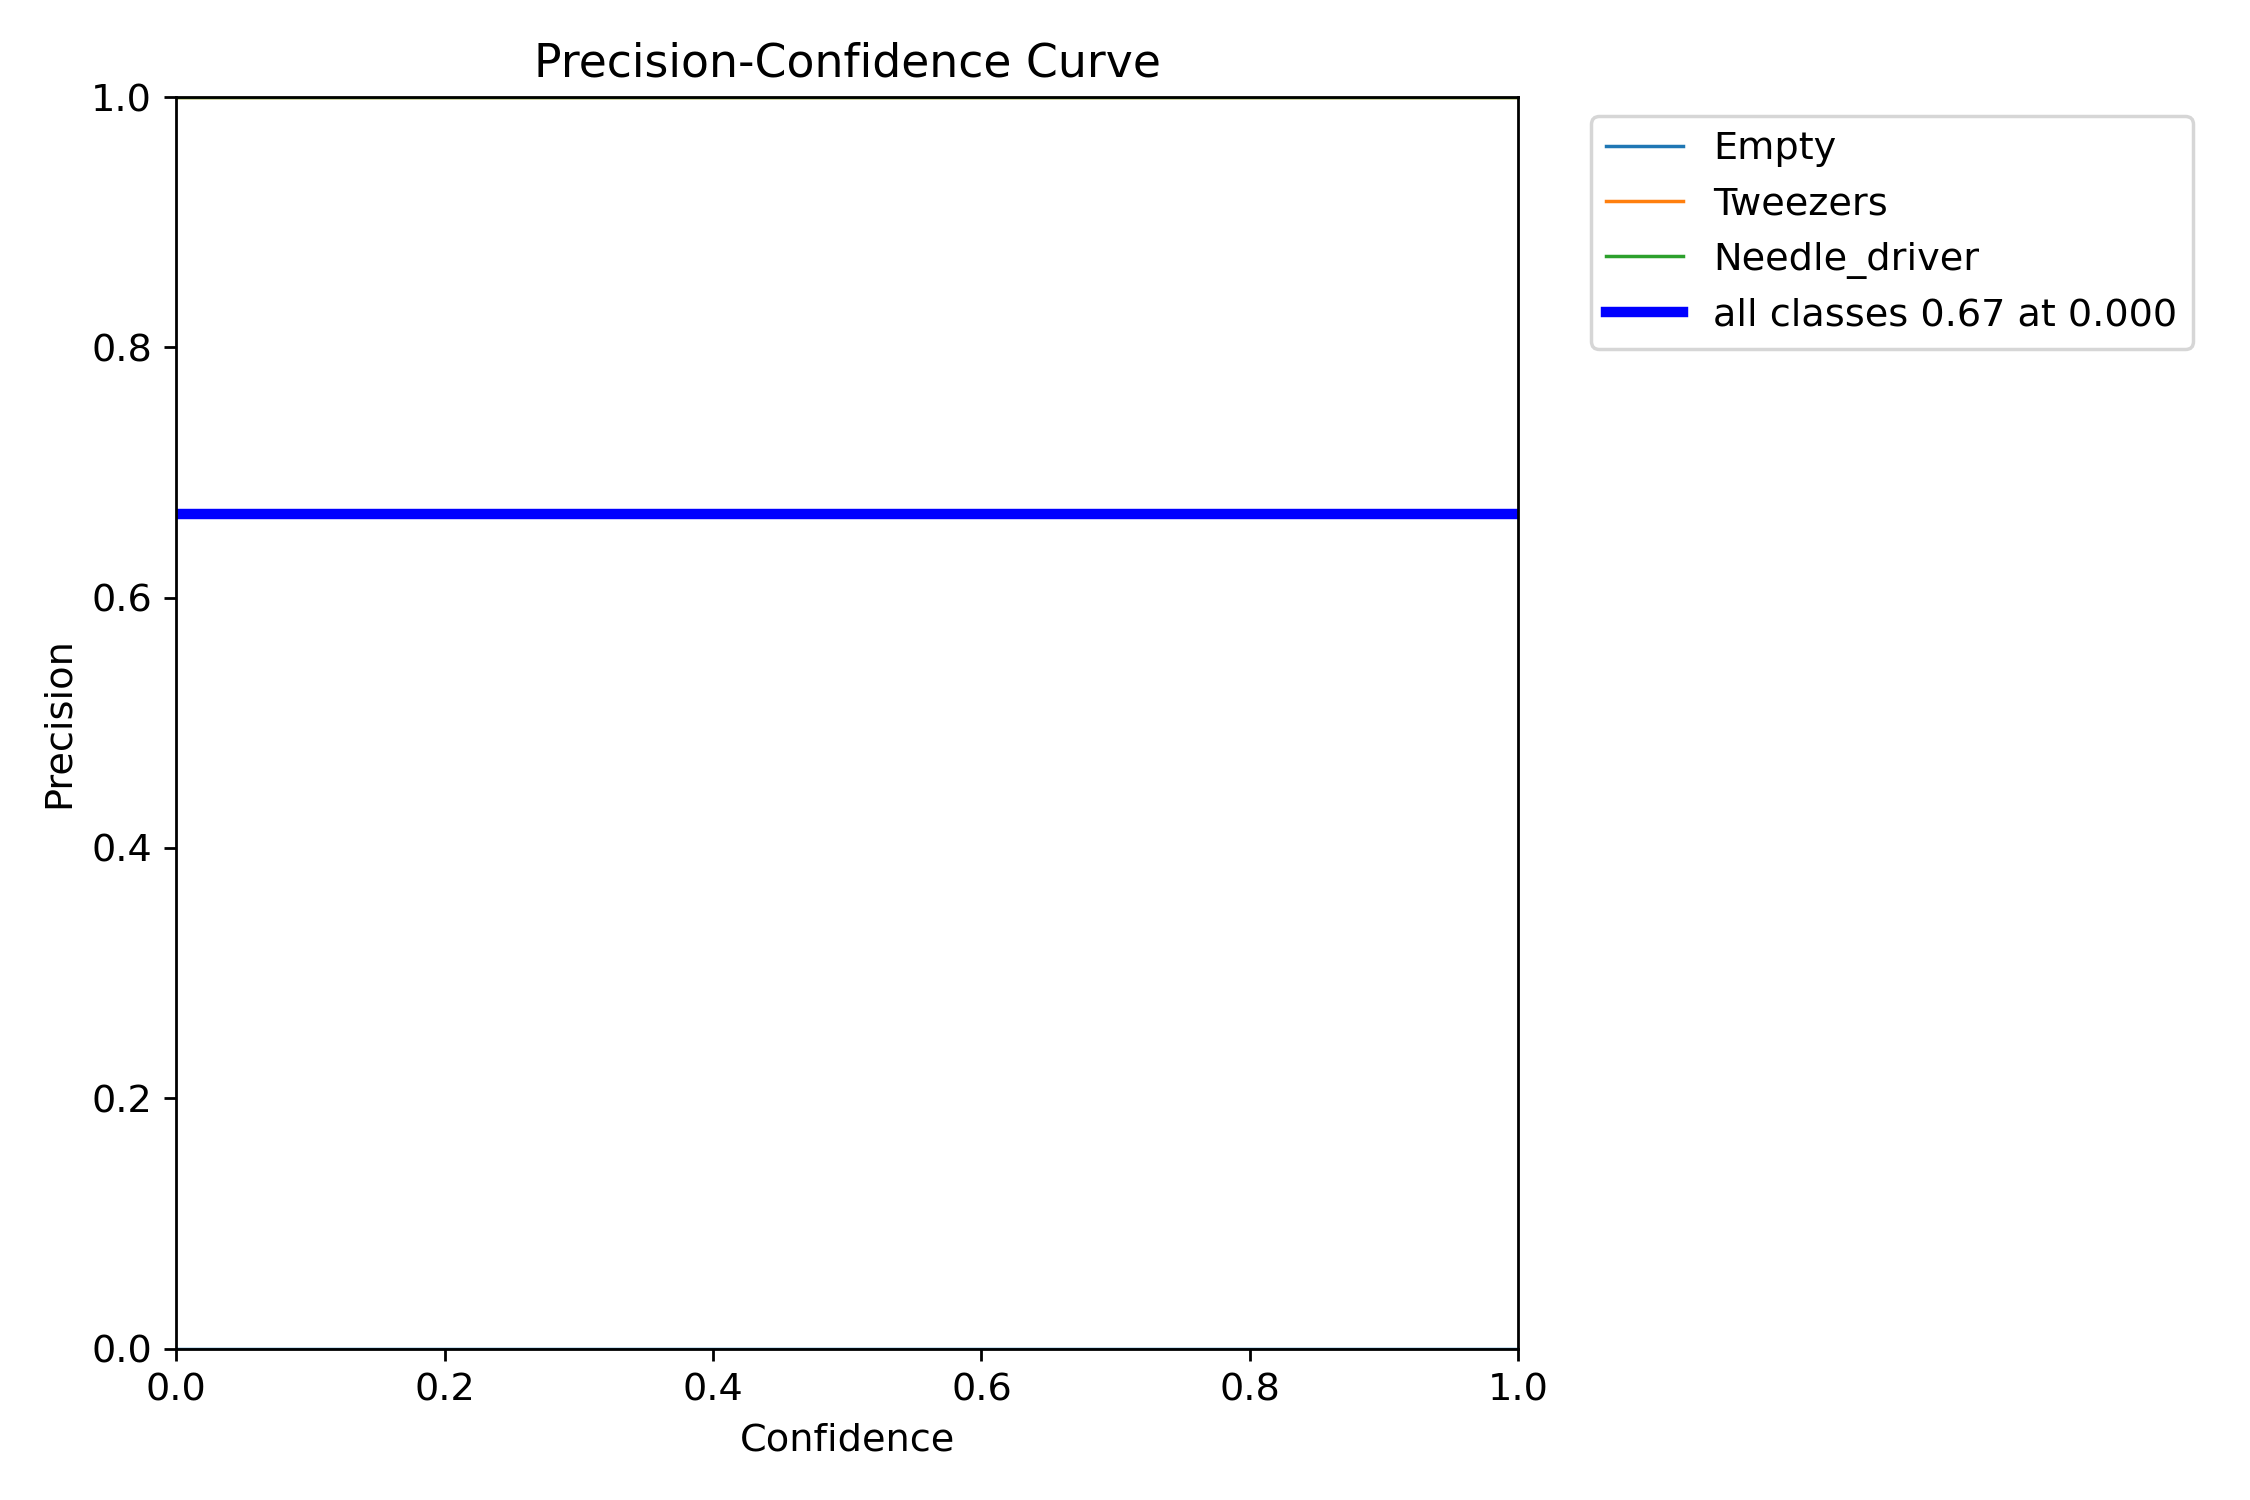 Precision-Confidence Curve
1.0
0.8
0.6
0.4
0.2
0.0
Precision
0.0 0.2 0.4 0.6 0.8 1.0
Confidence
Empty
Tweezers
Needle_driver
all classes 0.67 at 0.000